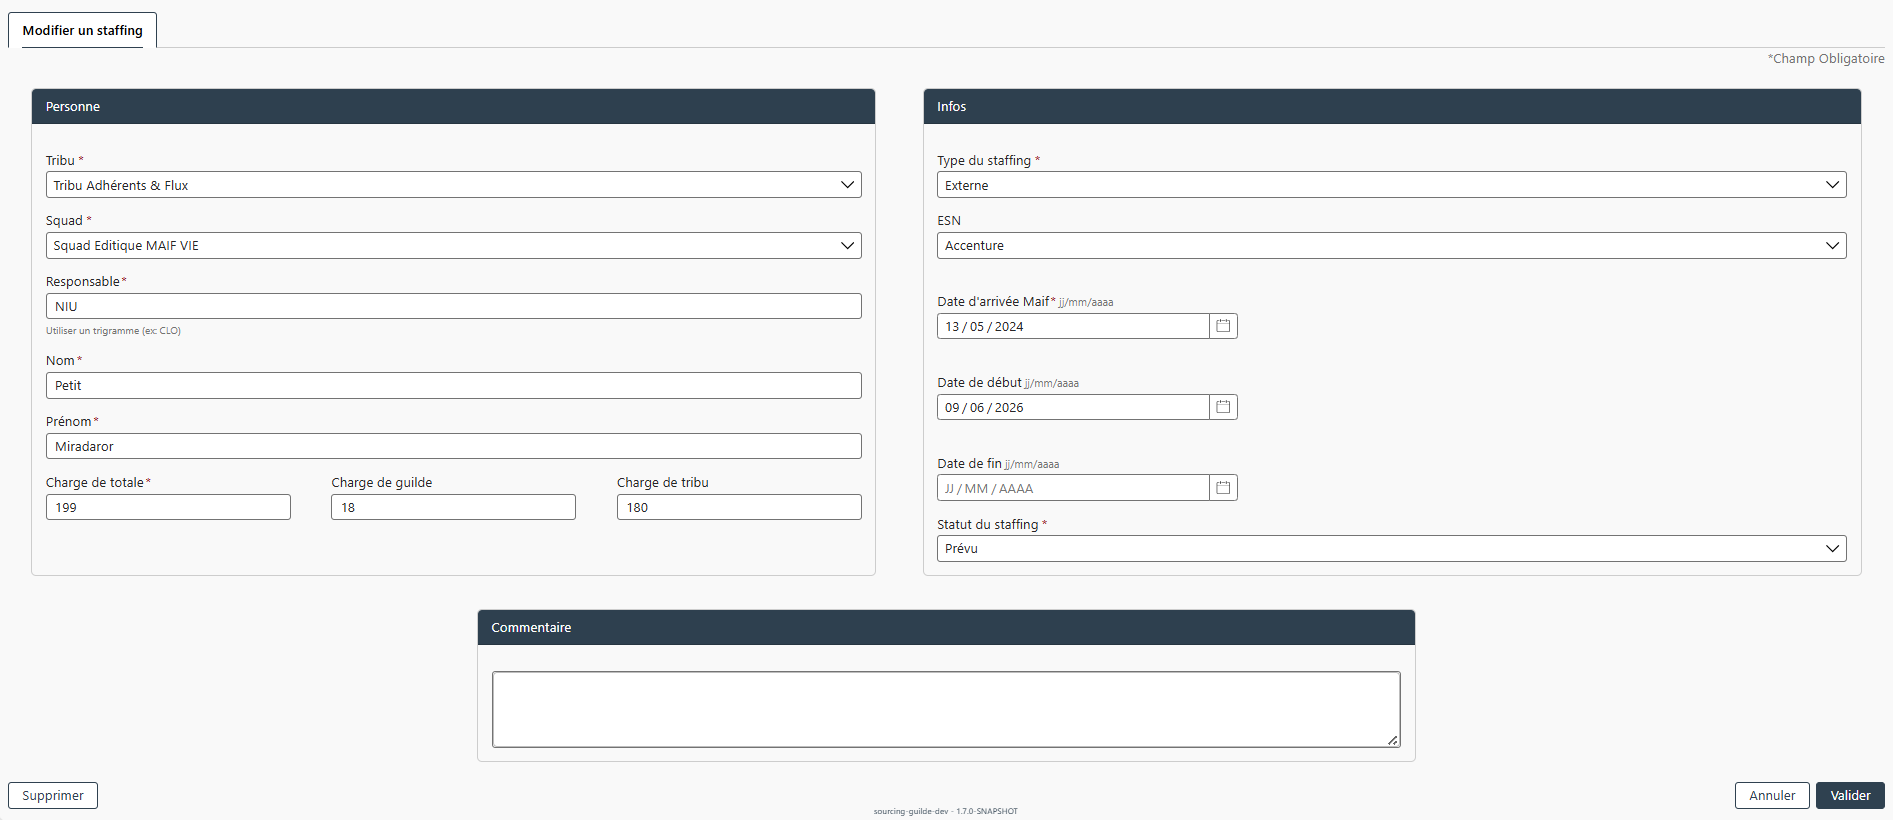 Modifier un staffing
*Champ Obligatoire
Personne
Tribu *
Tribu Adhérents & Flux
Squad *
Squad Editique MAIF VIE
Responsable*
NIU
Utiliser un trigramme (ex: CLO)
Nom*
Petit
Prénom*
Miradaror
Charge de totale* Charge de guilde Charge de tribu
199 18 180
Infos
Type du staffing *
Externe
ESN
Accenture
Date d'arrivée Maif* jj/mm/aaaa
13 / 05 / 2024
Date de début jj/mm/aaaa
09 / 06 / 2026
Date de fin jj/mm/aaaa
JJ / MM / AAAA
Statut du staffing *
Prévu
Commentaire
Supprimer
Annuler Valider
sourcing-guilde-dev - 1.7.0-SNAPSHOT